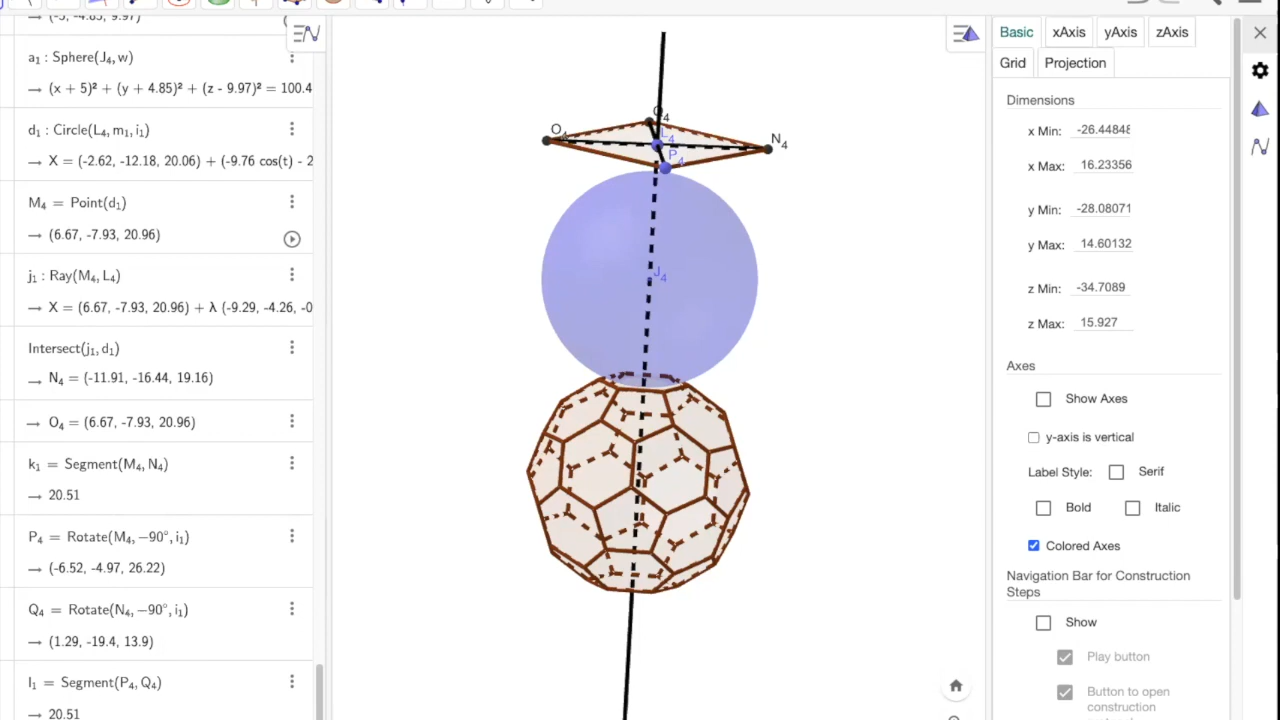 a₁ : Sphere(J₄, w)
→ (x + 5)² + (y + 4.85)² + (z - 9.97)² = 100.4
d₁ : Circle(L₄, m₁, i₁)
→ X = (-2.62, -12.18, 20.06) + (-9.76 cos(t) - 2
M₄ = Point(d₁)
→ (6.67, -7.93, 20.96)
j₁ : Ray(M₄, L₄)
→ X = (6.67, -7.93, 20.96) + λ (-9.29, -4.26, -0
Intersect(j₁, d₁)
→ N₄ = (-11.91, -16.44, 19.16)
→ O₄ = (6.67, -7.93, 20.96)
k₁ = Segment(M₄, N₄)
→ 20.51
P₄ = Rotate(M₄, −90°, i₁)
→ (-6.52, -4.97, 26.22)
Q₄ = Rotate(N₄, −90°, i₁)
→ (1.29, -19.4, 13.9)
l₁ = Segment(P₄, Q₄)
→ 20.51
Q₄
O₄
L₄
N₄
P₄
J₄
Basic
xAxis
yAxis
zAxis
Grid
Projection
Dimensions
x Min: -26.44848
x Max: 16.23356
y Min: -28.08071
y Max: 14.60132
z Min: -34.7089
z Max: 15.927
Axes
Show Axes
y-axis is vertical
Label Style: Serif
Bold Italic
Colored Axes
Navigation Bar for Construction
Steps
Show
Play button
Button to open
construction